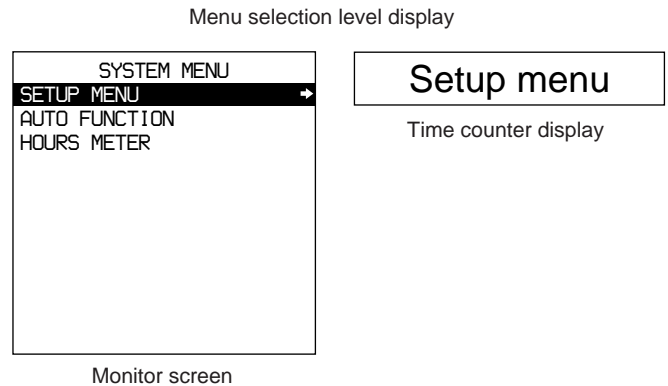 Menu selection level display
SYSTEM MENU
SETUP MENU
AUTO FUNCTION
HOURS METER
Monitor screen
Setup menu
Time counter display